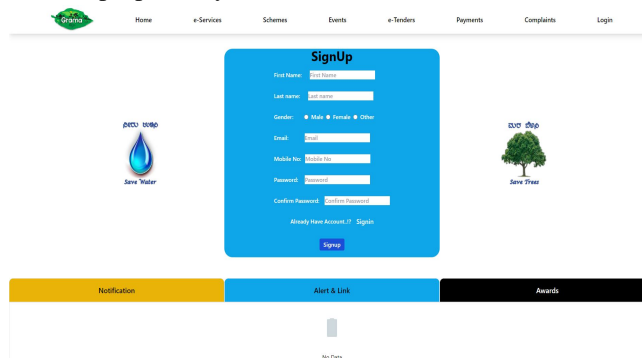 Grama Home e-Services Schemes Events e-Tenders Payments Complaints Login
SignUp
First Name: First Name
Last name: Last name
Gender: Male Female Other
Email: Email
Mobile No: Mobile No
Password: Password
Confirm Password: Confirm Password
Already Have Account.!? Signin
Signup
ನೀರು ಉಳಿಸಿ
Save Water
ಮರ ಬೆಳೆಸಿ
Save Trees
Notification Alert & Link Awards
No Data